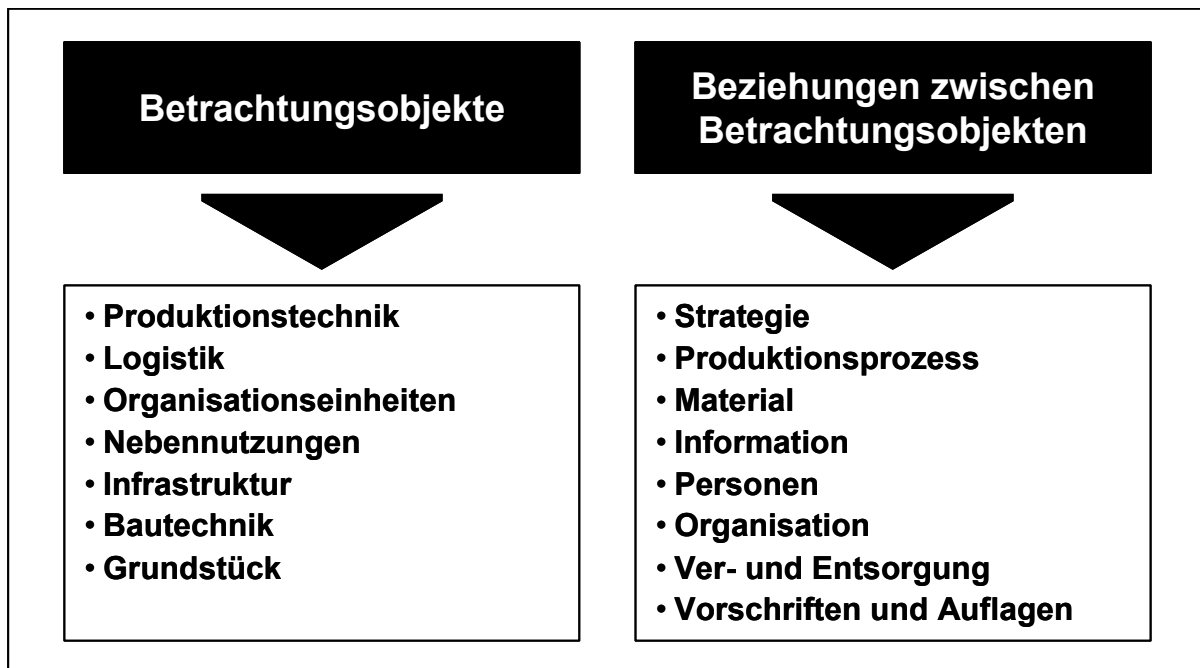 Betrachtungsobjekte
• Produktionstechnik
• Logistik
• Organisationseinheiten
• Nebennutzungen
• Infrastruktur
• Bautechnik
• Grundstück
Beziehungen zwischen
Betrachtungsobjekten
• Strategie
• Produktionsprozess
• Material
• Information
• Personen
• Organisation
• Ver- und Entsorgung
• Vorschriften und Auflagen